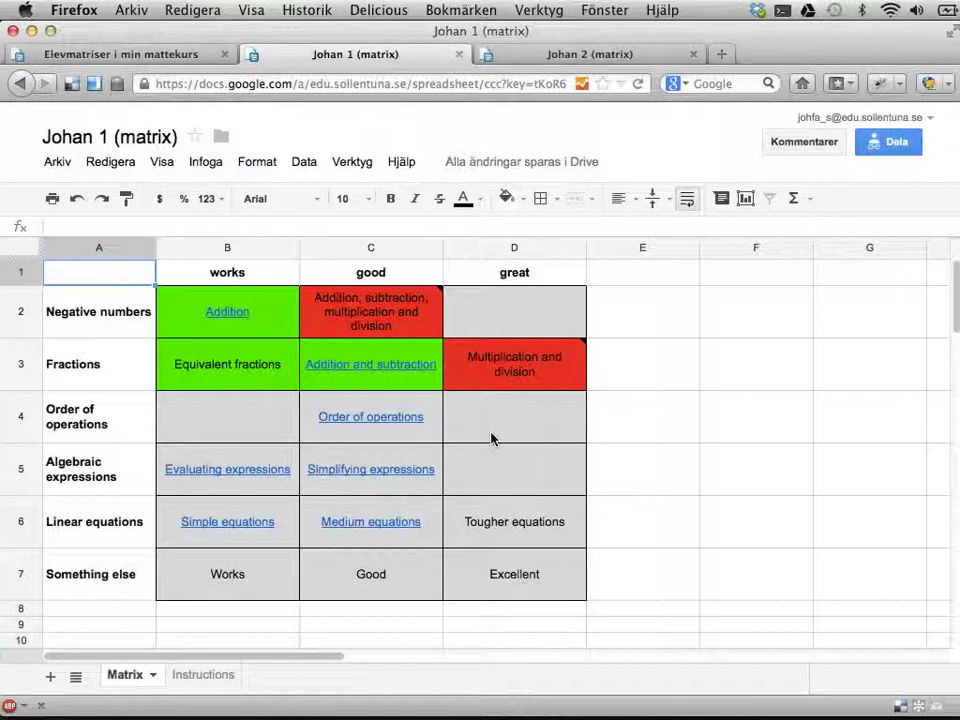 Firefox Arkiv Redigera Visa Historik Delicious Bokmärken Verktyg Fönster Hjälp
Johan 1 (matrix)
Elevmatriser i min mattekurs Johan 1 (matrix) Johan 2 (matrix)
https://docs.google.com/a/edu.sollentuna.se/spreadsheet/ccc?key=tKoR6 Google
johfa_s@edu.sollentuna.se
Johan 1 (matrix)
Kommentarer Dela
Arkiv Redigera Visa Infoga Format Data Verktyg Hjälp Alla ändringar sparas i Drive
$ % 123 Arial 10 B I S A Σ
fx
A B C D E F G
1 works good great
2 Negative numbers Addition Addition, subtraction,
multiplication and
division
3 Fractions Equivalent fractions Addition and subtraction Multiplication and
division
4 Order of
operations Order of operations
5 Algebraic
expressions Evaluating expressions Simplifying expressions
6 Linear equations Simple equations Medium equations Tougher equations
7 Something else Works Good Excellent
8
9
10
+ Matrix Instructions
ABP